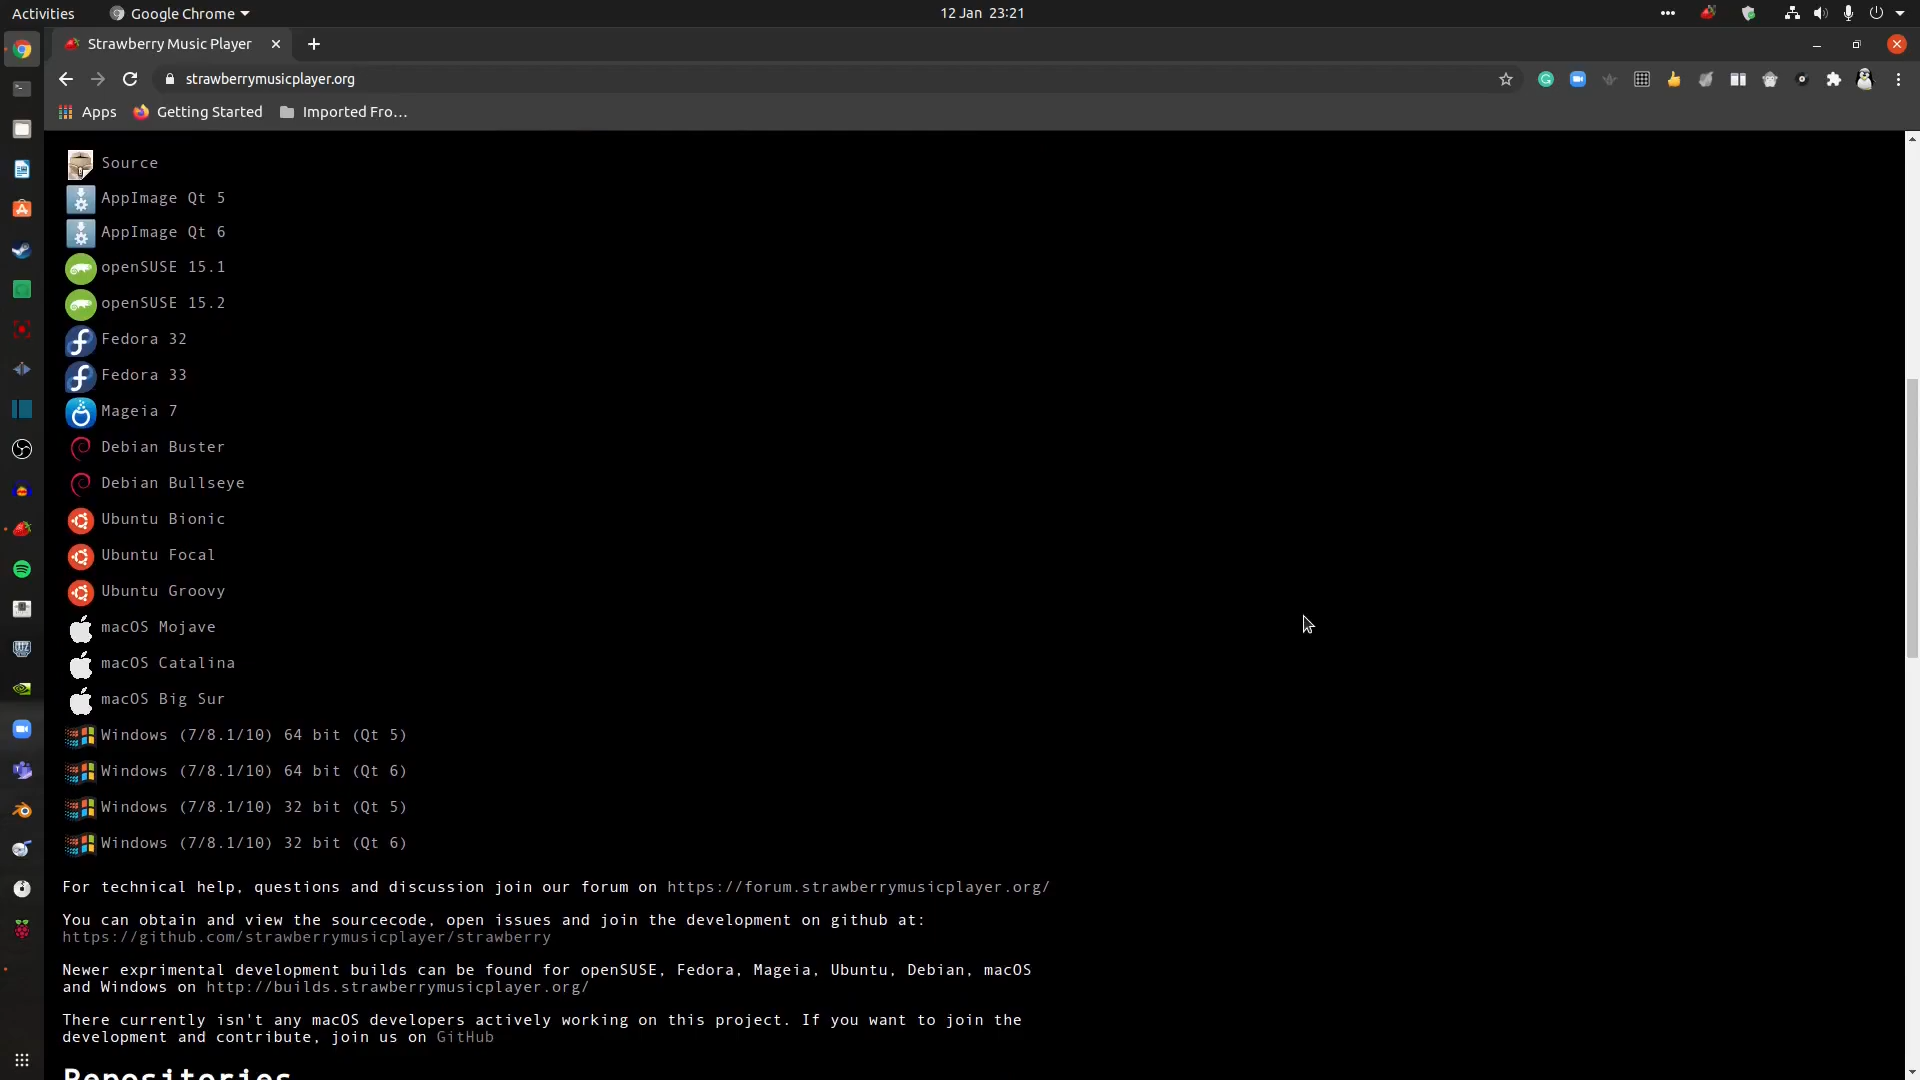 Activities
Google Chrome
12 Jan 23:21
Strawberry Music Player
strawberrymusicplayer.org
Apps
Getting Started
Imported Fro...
Source
AppImage Qt 5
AppImage Qt 6
openSUSE 15.1
openSUSE 15.2
Fedora 32
Fedora 33
Mageia 7
Debian Buster
Debian Bullseye
Ubuntu Bionic
Ubuntu Focal
Ubuntu Groovy
macOS Mojave
macOS Catalina
macOS Big Sur
Windows (7/8.1/10) 64 bit (Qt 5)
Windows (7/8.1/10) 64 bit (Qt 6)
Windows (7/8.1/10) 32 bit (Qt 5)
Windows (7/8.1/10) 32 bit (Qt 6)
For technical help, questions and discussion join our forum on https://forum.strawberrymusicplayer.org/
You can obtain and view the sourcecode, open issues and join the development on github at:
https://github.com/strawberrymusicplayer/strawberry
Newer exprimental development builds can be found for openSUSE, Fedora, Mageia, Ubuntu, Debian, macOS
and Windows on http://builds.strawberrymusicplayer.org/
There currently isn't any macOS developers actively working on this project. If you want to join the
development and contribute, join us on GitHub
Repositories